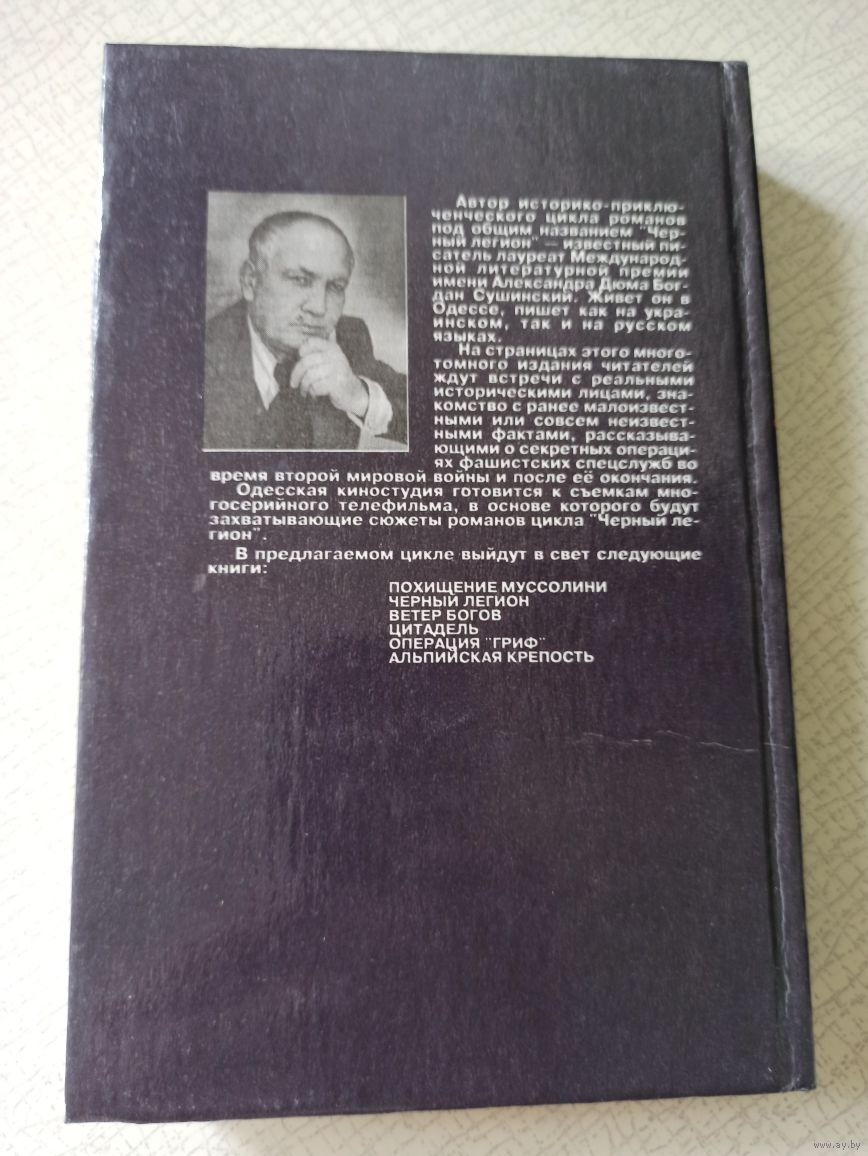 Автор историко-приклю-
ченческого цикла романов
под общим названием "Чер-
ный легион" — известный пи-
сатель лауреат Международ-
ной литературной премии
имени Александра Дюма Бог-
дан Сушинский. Живет он в
Одессе, пишет как на укра-
инском, так и на русском
языках.
На страницах этого много-
томного издания читателей
ждут встречи с реальными
историческими лицами, зна-
комство с ранее малоизвест-
ными или совсем неизвест-
ными фактами, рассказыва-
ющими о секретных операци-
ях фашистских спецслужб во
время второй мировой войны и после её окончания.
Одесская киностудия готовится к съемкам мно-
госерийного телефильма, в основе которого будут
захватывающие сюжеты романов цикла "Черный ле-
гион".
В предлагаемом цикле выйдут в свет следующие
книги:
ПОХИЩЕНИЕ МУССОЛИНИ
ЧЕРНЫЙ ЛЕГИОН
ВЕТЕР БОГОВ
ЦИТАДЕЛЬ
ОПЕРАЦИЯ "ГРИФ"
АЛЬПИЙСКАЯ КРЕПОСТЬ
www.ay.by